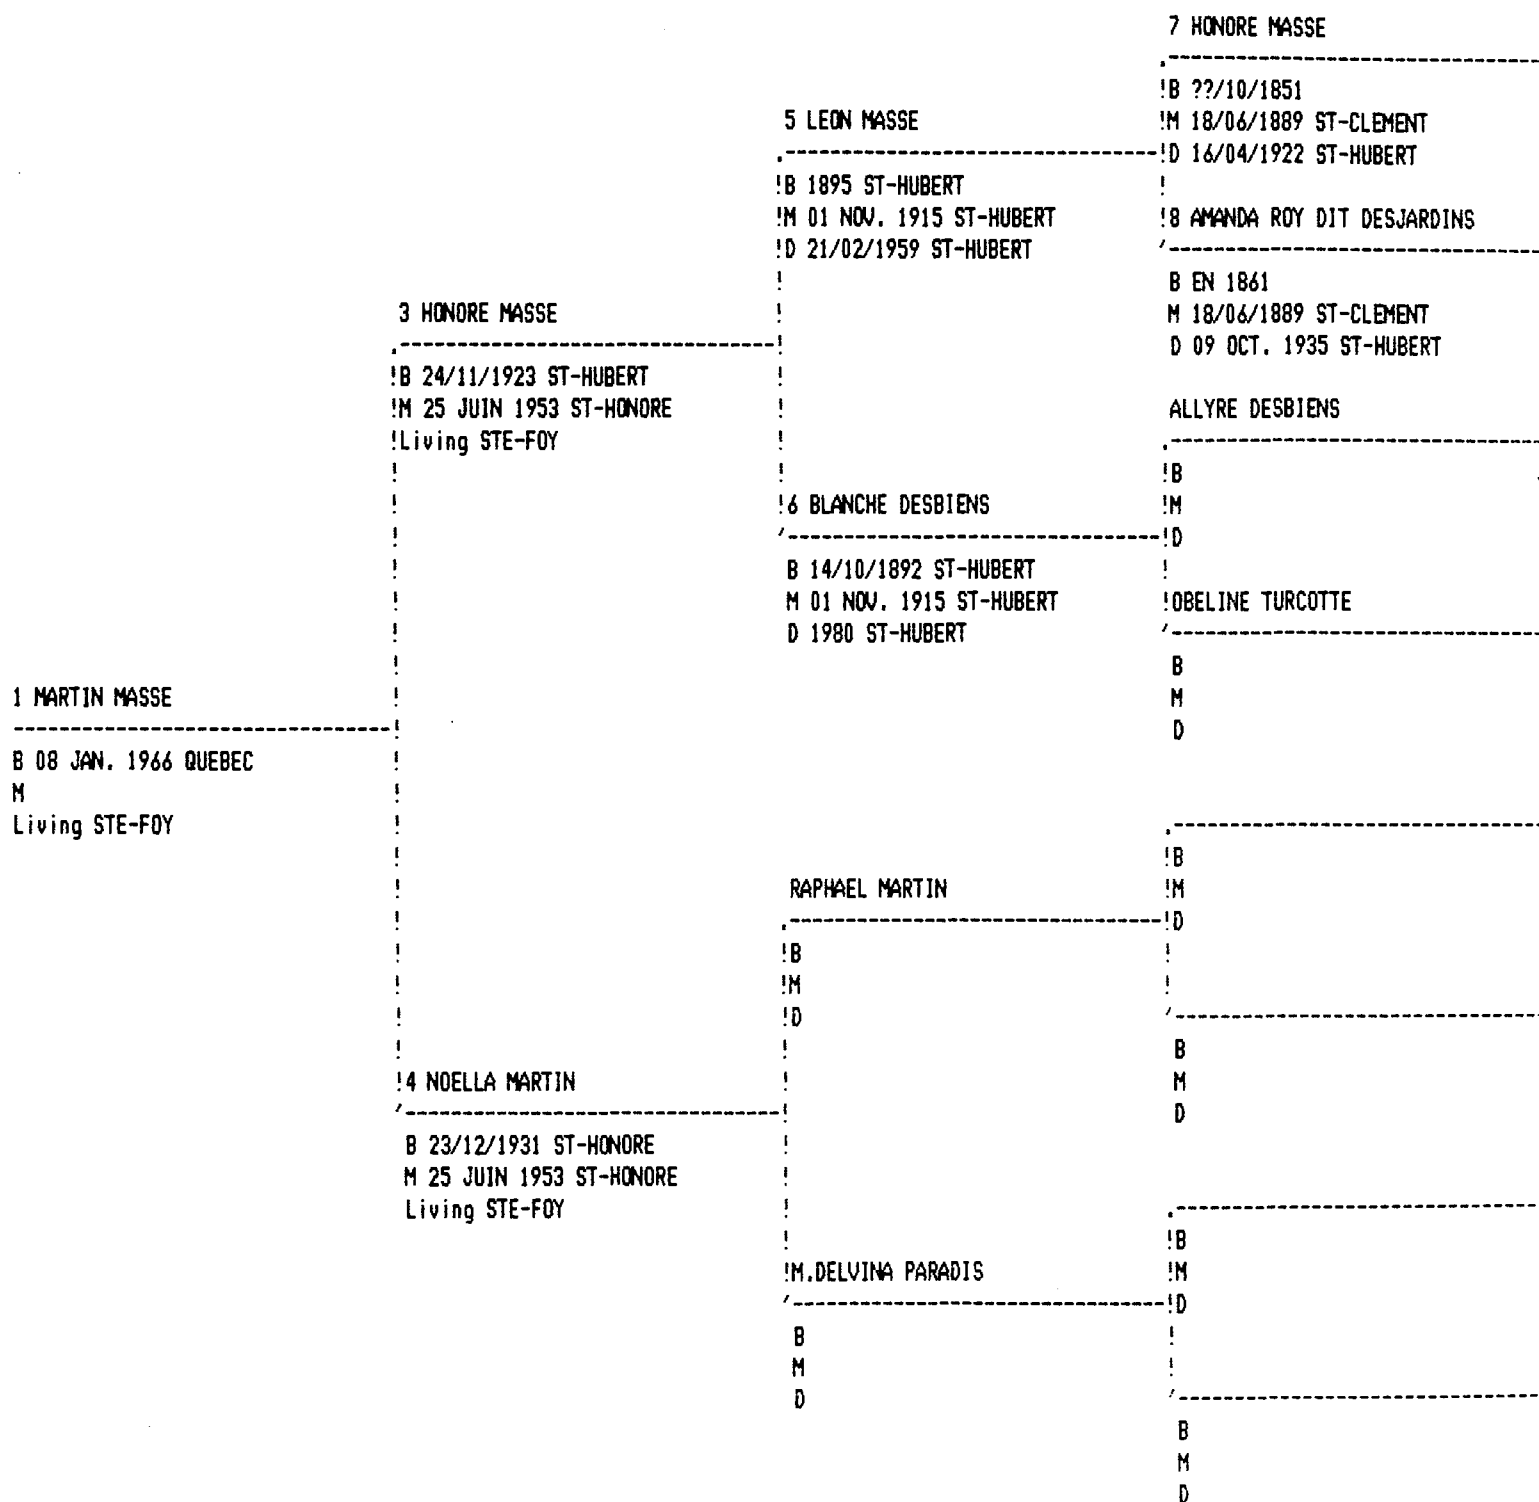 7 HONORE MASSE
B ??/10/1851
M 18/06/1889 ST-CLEMENT
D 16/04/1922 ST-HUBERT
5 LEON MASSE
B 1895 ST-HUBERT
M 01 NOV. 1915 ST-HUBERT
D 21/02/1959 ST-HUBERT
8 AMANDA ROY DIT DESJARDINS
B EN 1861
M 18/06/1889 ST-CLEMENT
D 09 OCT. 1935 ST-HUBERT
3 HONORE MASSE
B 24/11/1923 ST-HUBERT
M 25 JUIN 1953 ST-HONORE
Living STE-FOY
ALLYRE DESBIENS
B
M
D
6 BLANCHE DESBIENS
B 14/10/1892 ST-HUBERT
M 01 NOV. 1915 ST-HUBERT
D 1980 ST-HUBERT
OBELINE TURCOTTE
B
M
D
1 MARTIN MASSE
B 08 JAN. 1966 QUEBEC
M
Living STE-FOY
B
M
D
RAPHAEL MARTIN
B
M
D
B
M
D
4 NOELLA MARTIN
B 23/12/1931 ST-HONORE
M 25 JUIN 1953 ST-HONORE
Living STE-FOY
B
M
D
M.DELVINA PARADIS
B
M
D
B
M
D